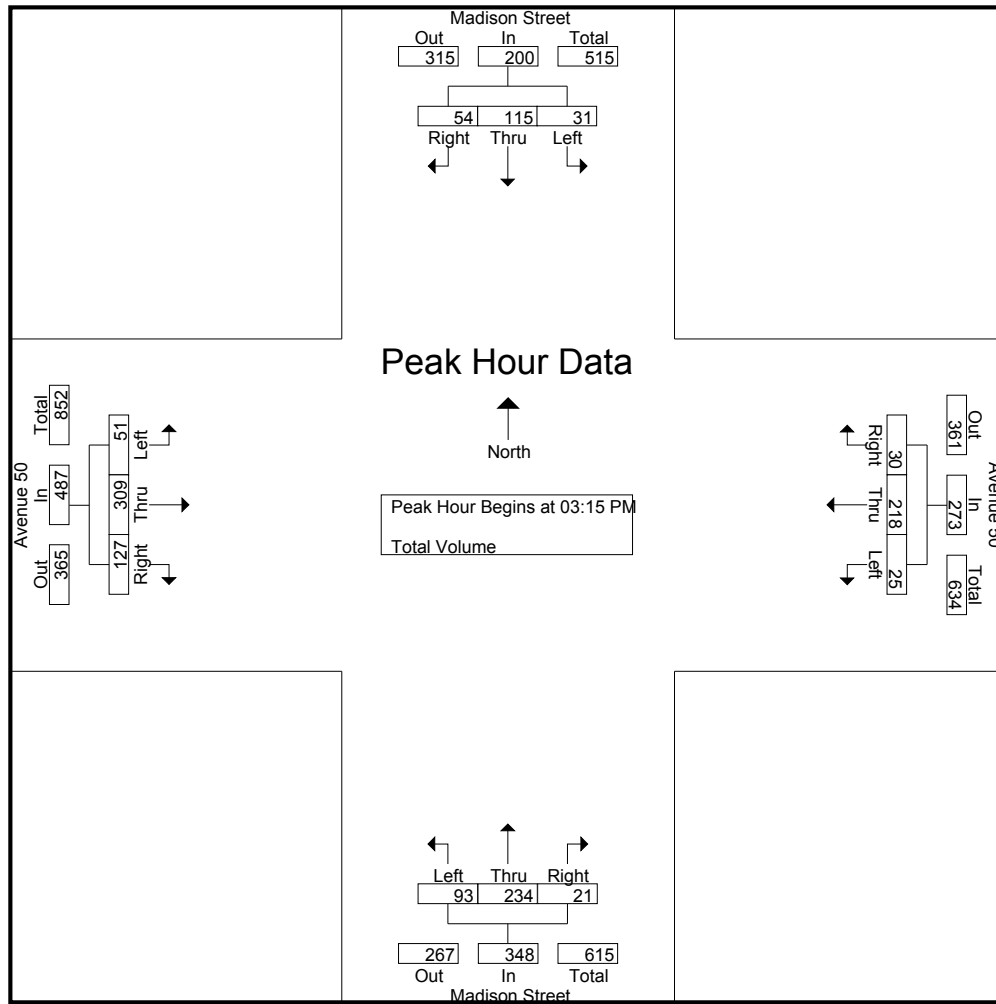 Madison Street
Out In Total
315 200 515
54 115 31
Right Thru Left
Peak Hour Data
North
Peak Hour Begins at 03:15 PM
Total Volume
Avenue 50
Total In Out
852 487 365
51 309 127
Left Thru Right
Avenue 50
Out In Total
361 273 634
30 218 25
Right Thru Left
Left Thru Right
93 234 21
267 348 615
Out In Total
Madison Street